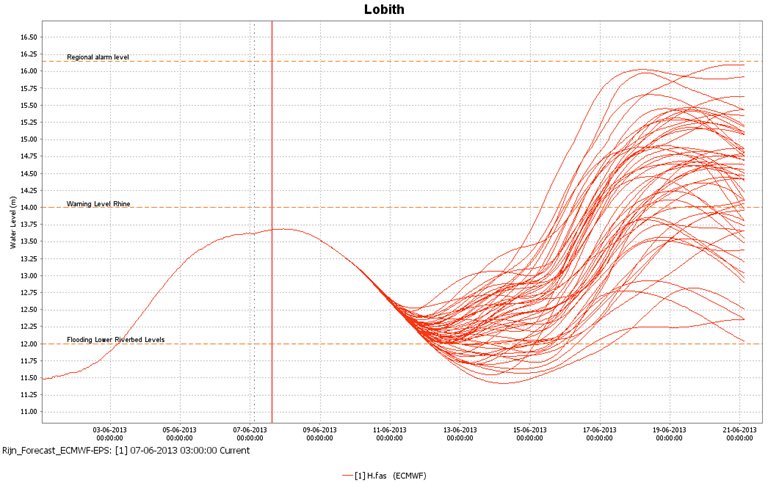 Lobith
16.50
16.25
Regional alarm level
16.00
15.75
15.50
15.25
15.00
14.75
14.50
14.25
Warning Level Rhine
14.00
13.75
13.50
13.25
13.00
12.75
12.50
12.25
Flooding Lower Riverbed Levels
12.00
11.75
11.50
11.25
11.00
Water Level (m)
03-06-2013 05-06-2013 07-06-2013 09-06-2013 11-06-2013 13-06-2013 15-06-2013 17-06-2013 19-06-2013 21-06-2013
00:00:00 00:00:00 00:00:00 00:00:00 00:00:00 00:00:00 00:00:00 00:00:00 00:00:00 00:00:00
Rijn_Forecast_ECMWF-EPS: [1] 07-06-2013 03:00:00 Current
[1] H.fas (ECMWF)